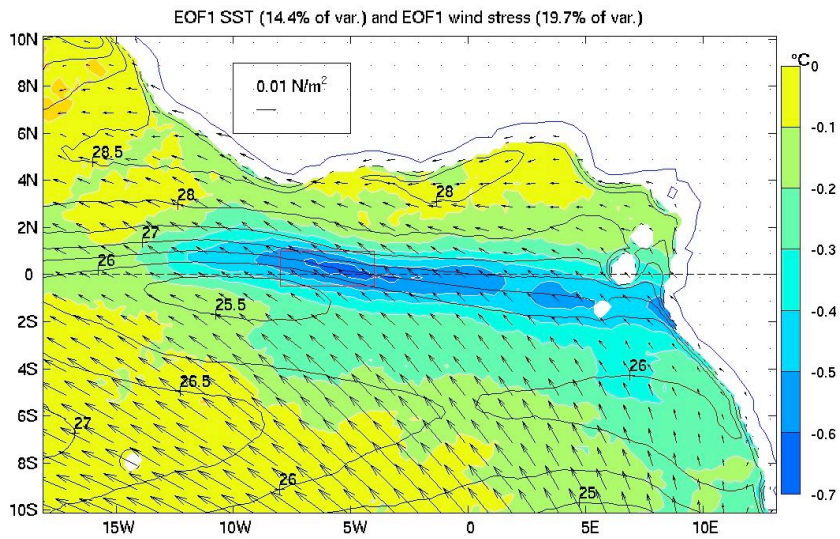 EOF1 SST (14.4% of var.) and EOF1 wind stress (19.7% of var.)
10N
8N
6N
4N
2N
0
2S
4S
6S
8S
10S
15W
10W
5W
0
5E
10E
0.01 N/m²
28.5
28
28
27
26
25.5
26.5
26
27
26
25
°C
0
-0.1
-0.2
-0.3
-0.4
-0.5
-0.6
-0.7